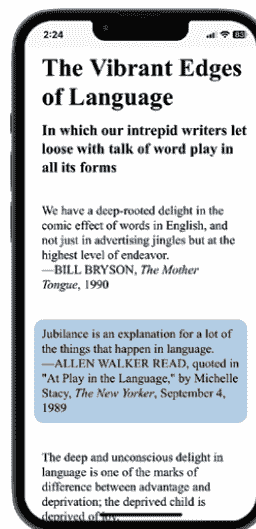 2:24
83
The Vibrant Edges
of Language
In which our intrepid writers let
loose with talk of word play in
all its forms
We have a deep-rooted delight in the
comic effect of words in English, and
not just in advertising jingles but at the
highest level of endeavor.
—BILL BRYSON, The Mother
Tongue, 1990
Jubilance is an explanation for a lot of
the things that happen in language.
—ALLEN WALKER READ, quoted in
"At Play in the Language," by Michelle
Stacy, The New Yorker, September 4,
1989
The deep and unconscious delight in
language is one of the marks of
difference between advantage and
deprivation; the deprived child is
deprived of joy.